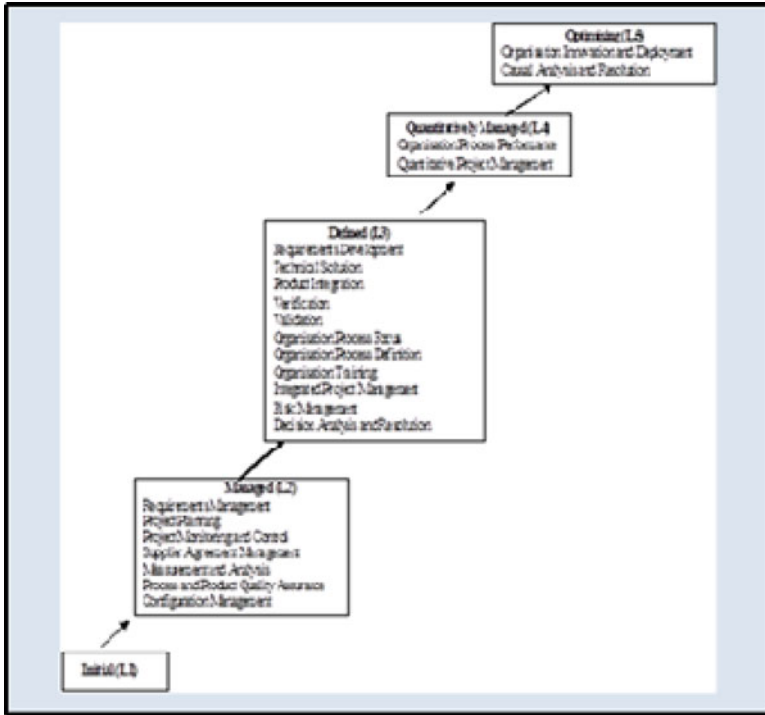 Optimising (L5)
Organisation Innovation and Deployment
Causal Analysis and Resolution
Quantitatively Managed (L4)
Organisation Process Performance
Quantitative Project Management
Defined (L3)
Requirements Development
Technical Solution
Product Integration
Verification
Validation
Organisation Process Focus
Organisation Process Definition
Organisation Training
Integrated Project Management
Risk Management
Decision Analysis and Resolution
Managed (L2)
Requirements Management
Project Planning
Project Monitoring and Control
Supplier Agreement Management
Measurement and Analysis
Process and Product Quality Assurance
Configuration Management
Initial (L1)